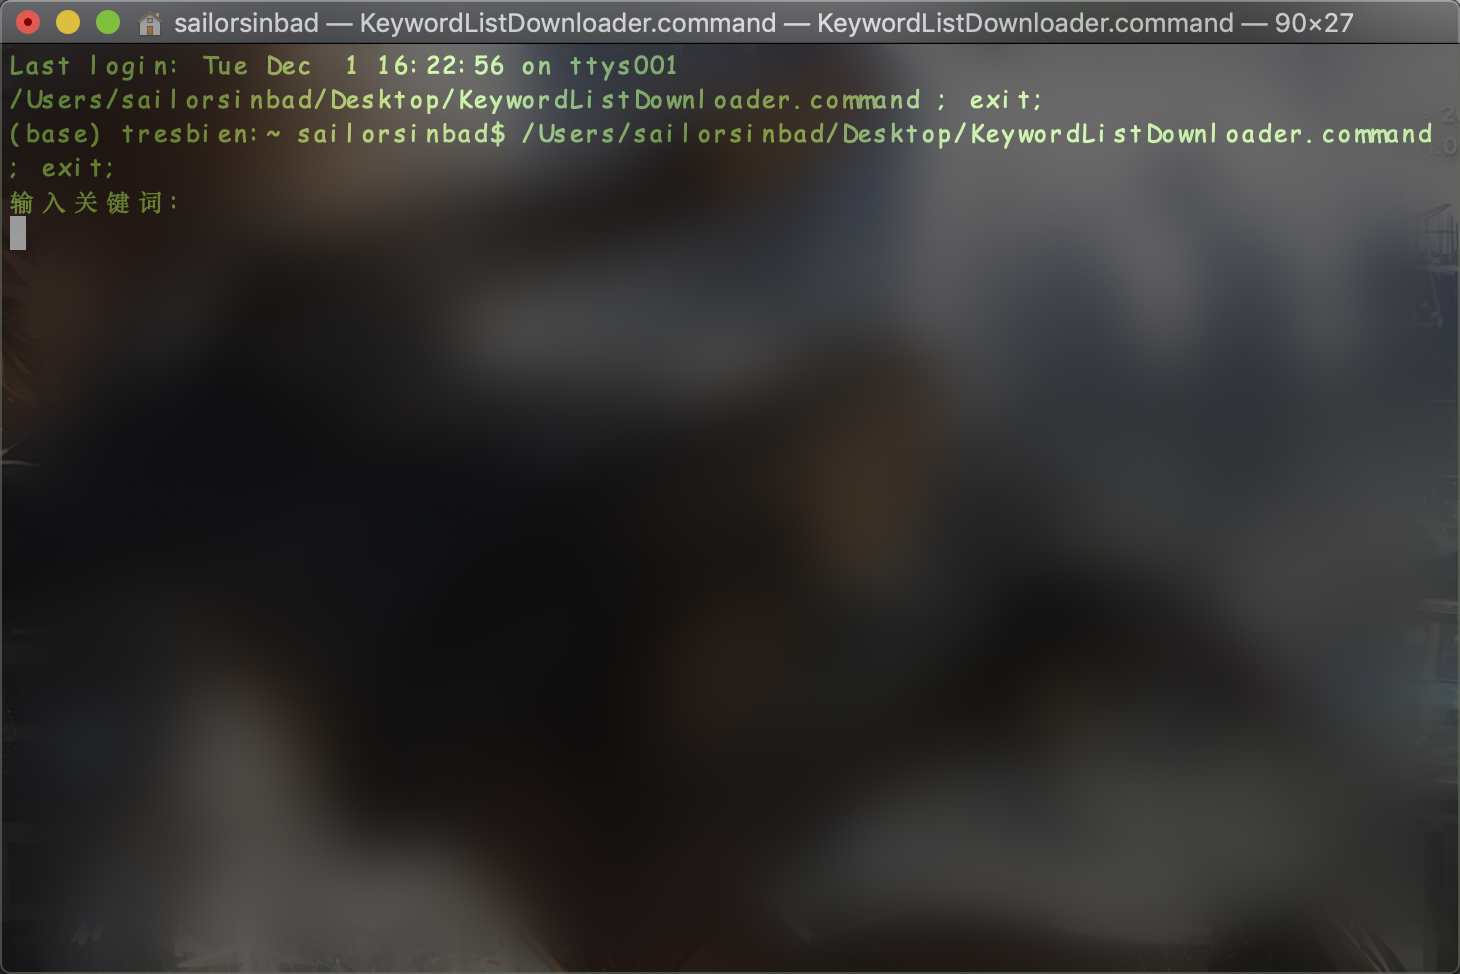 sailorsinbad — KeywordListDownloader.command — KeywordListDownloader.command — 90×27
Last login: Tue Dec  1 16:22:56 on ttys001
/Users/sailorsinbad/Desktop/KeywordListDownloader.command ; exit;
(base) tresbien:~ sailorsinbad$ /Users/sailorsinbad/Desktop/KeywordListDownloader.command
; exit;
输入关键词: